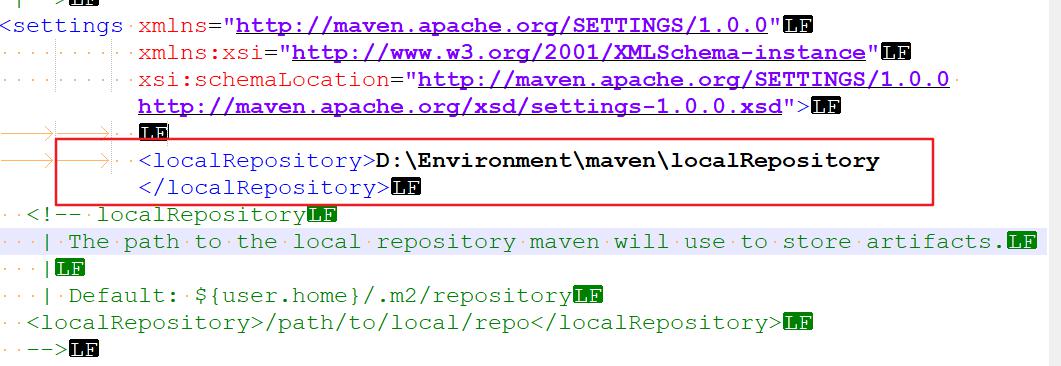 | >LF
<settings xmlns="http://maven.apache.org/SETTINGS/1.0.0"LF
xmlns:xsi="http://www.w3.org/2001/XMLSchema-instance"LF
xsi:schemaLocation="http://maven.apache.org/SETTINGS/1.0.0
http://maven.apache.org/xsd/settings-1.0.0.xsd">LF
LF
<localRepository>D:\Environment\maven\localRepository
</localRepository>LF
<!-- localRepositoryLF
| The path to the local repository maven will use to store artifacts.LF
|LF
| Default: ${user.home}/.m2/repositoryLF
<localRepository>/path/to/local/repo</localRepository>LF
-->LF